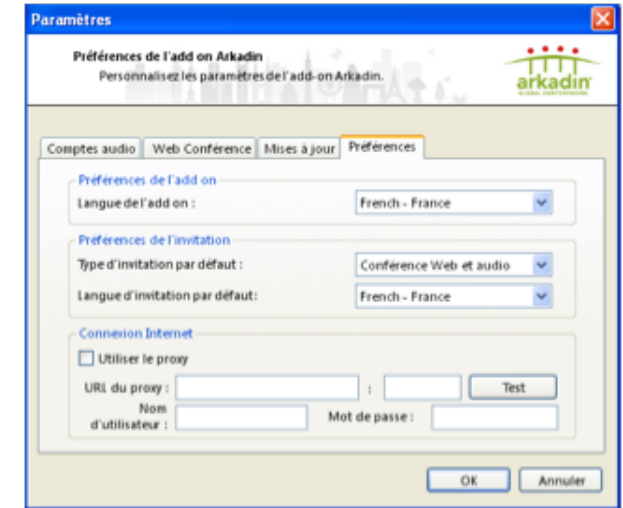 Paramètres
Préférences de l'add on Arkadin
Personnalisez les paramètres de l'add-on Arkadin.
arkadin
GLOBAL CONFERENCING
Comptes audio
Web Conférence
Mises à jour
Préférences
Préférences de l'add on
Langue de l'add on :
French - France
Préférences de l'invitation
Type d'invitation par défaut :
Conférence Web et audio
Langue d'invitation par défaut:
French - France
Connexion Internet
Utiliser le proxy
URL du proxy :
:
Test
Nom
d'utilisateur :
Mot de passe :
OK
Annuler